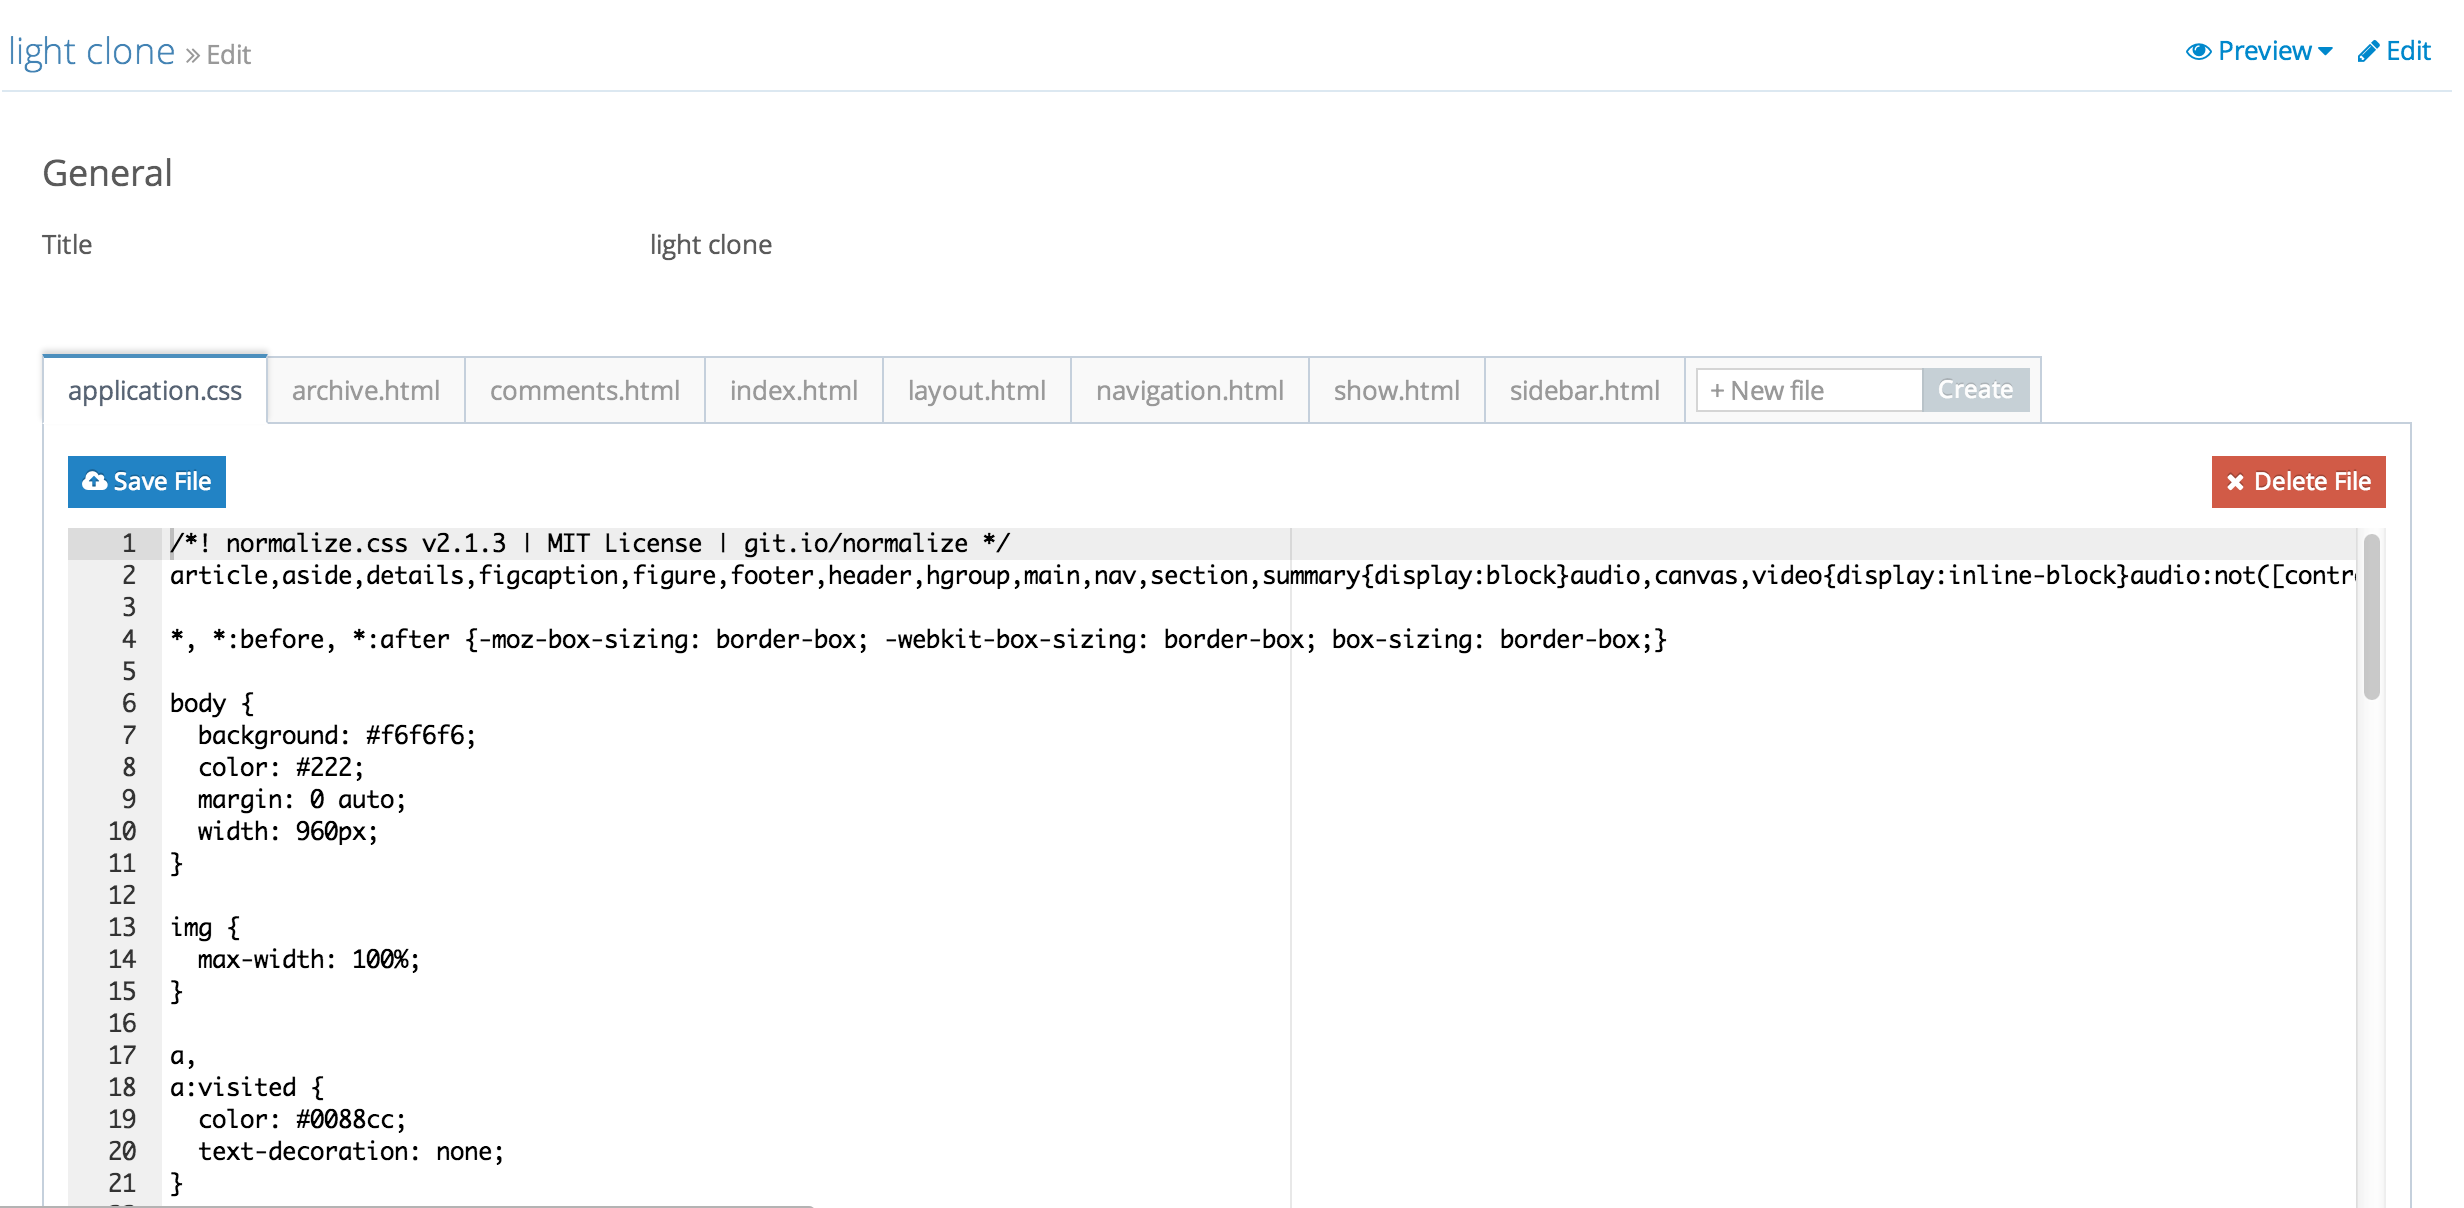 light clone » Edit
Preview Edit
General
Title light clone
application.css archive.html comments.html index.html layout.html navigation.html show.html sidebar.html + New file Create
Save File Delete File
1 /*! normalize.css v2.1.3 | MIT License | git.io/normalize */
2 article,aside,details,figcaption,figure,footer,header,hgroup,main,nav,section,summary{display:block}audio,canvas,video{display:inline-block}audio:not([contr
3
4 *, *:before, *:after {-moz-box-sizing: border-box; -webkit-box-sizing: border-box; box-sizing: border-box;}
5
6 body {
7   background: #f6f6f6;
8   color: #222;
9   margin: 0 auto;
10   width: 960px;
11 }
12
13 img {
14   max-width: 100%;
15 }
16
17 a,
18 a:visited {
19   color: #0088cc;
20   text-decoration: none;
21 }